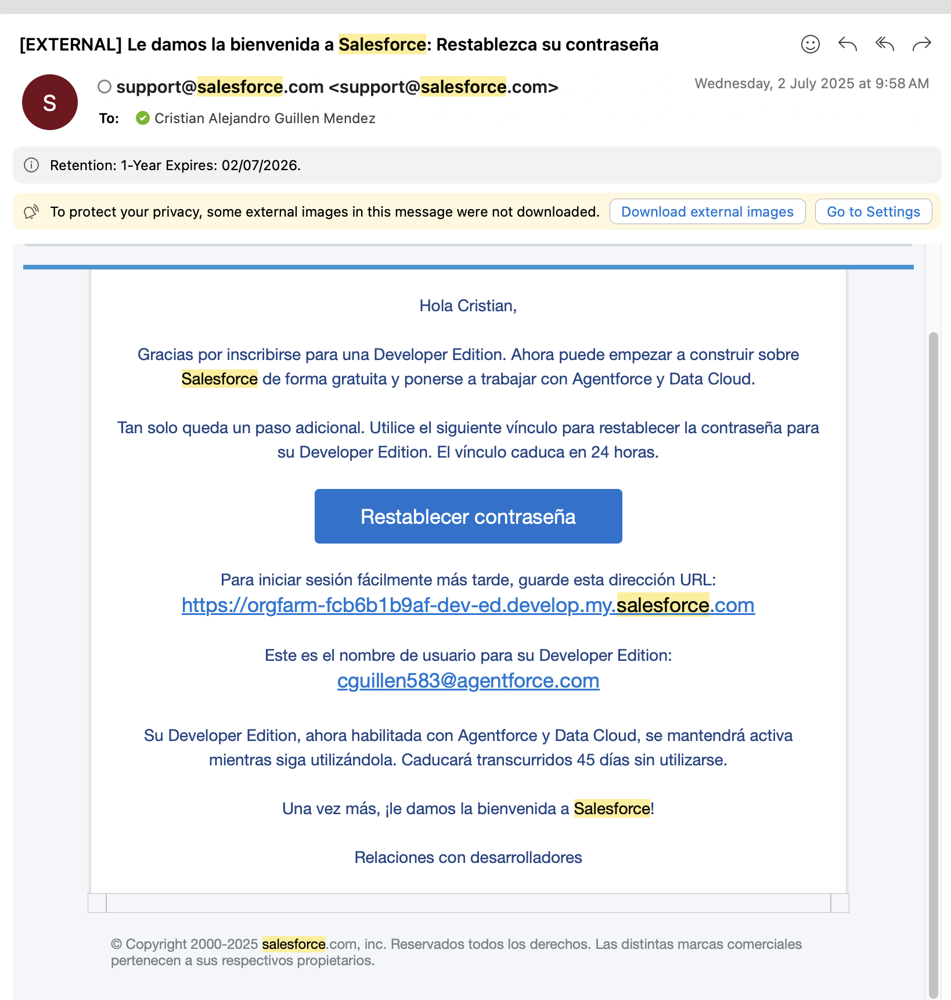 [EXTERNAL] Le damos la bienvenida a Salesforce: Restablezca su contraseña
S
support@salesforce.com <support@salesforce.com>
Wednesday, 2 July 2025 at 9:58 AM
To: Cristian Alejandro Guillen Mendez
Retention: 1-Year Expires: 02/07/2026.
To protect your privacy, some external images in this message were not downloaded. Download external images Go to Settings
Hola Cristian,
Gracias por inscribirse para una Developer Edition. Ahora puede empezar a construir sobre
Salesforce de forma gratuita y ponerse a trabajar con Agentforce y Data Cloud.
Tan solo queda un paso adicional. Utilice el siguiente vínculo para restablecer la contraseña para
su Developer Edition. El vínculo caduca en 24 horas.
Restablecer contraseña
Para iniciar sesión fácilmente más tarde, guarde esta dirección URL:
https://orgfarm-fcb6b1b9af-dev-ed.develop.my.salesforce.com
Este es el nombre de usuario para su Developer Edition:
cguillen583@agentforce.com
Su Developer Edition, ahora habilitada con Agentforce y Data Cloud, se mantendrá activa
mientras siga utilizándola. Caducará transcurridos 45 días sin utilizarse.
Una vez más, ¡le damos la bienvenida a Salesforce!
Relaciones con desarrolladores
© Copyright 2000-2025 salesforce.com, inc. Reservados todos los derechos. Las distintas marcas comerciales
pertenecen a sus respectivos propietarios.